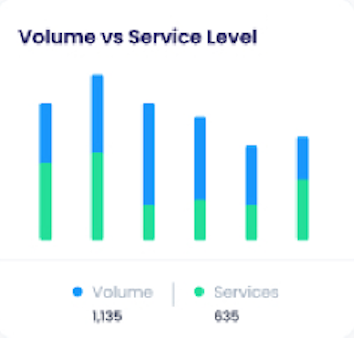 Volume vs Service Level
Volume
Services
1,135
635